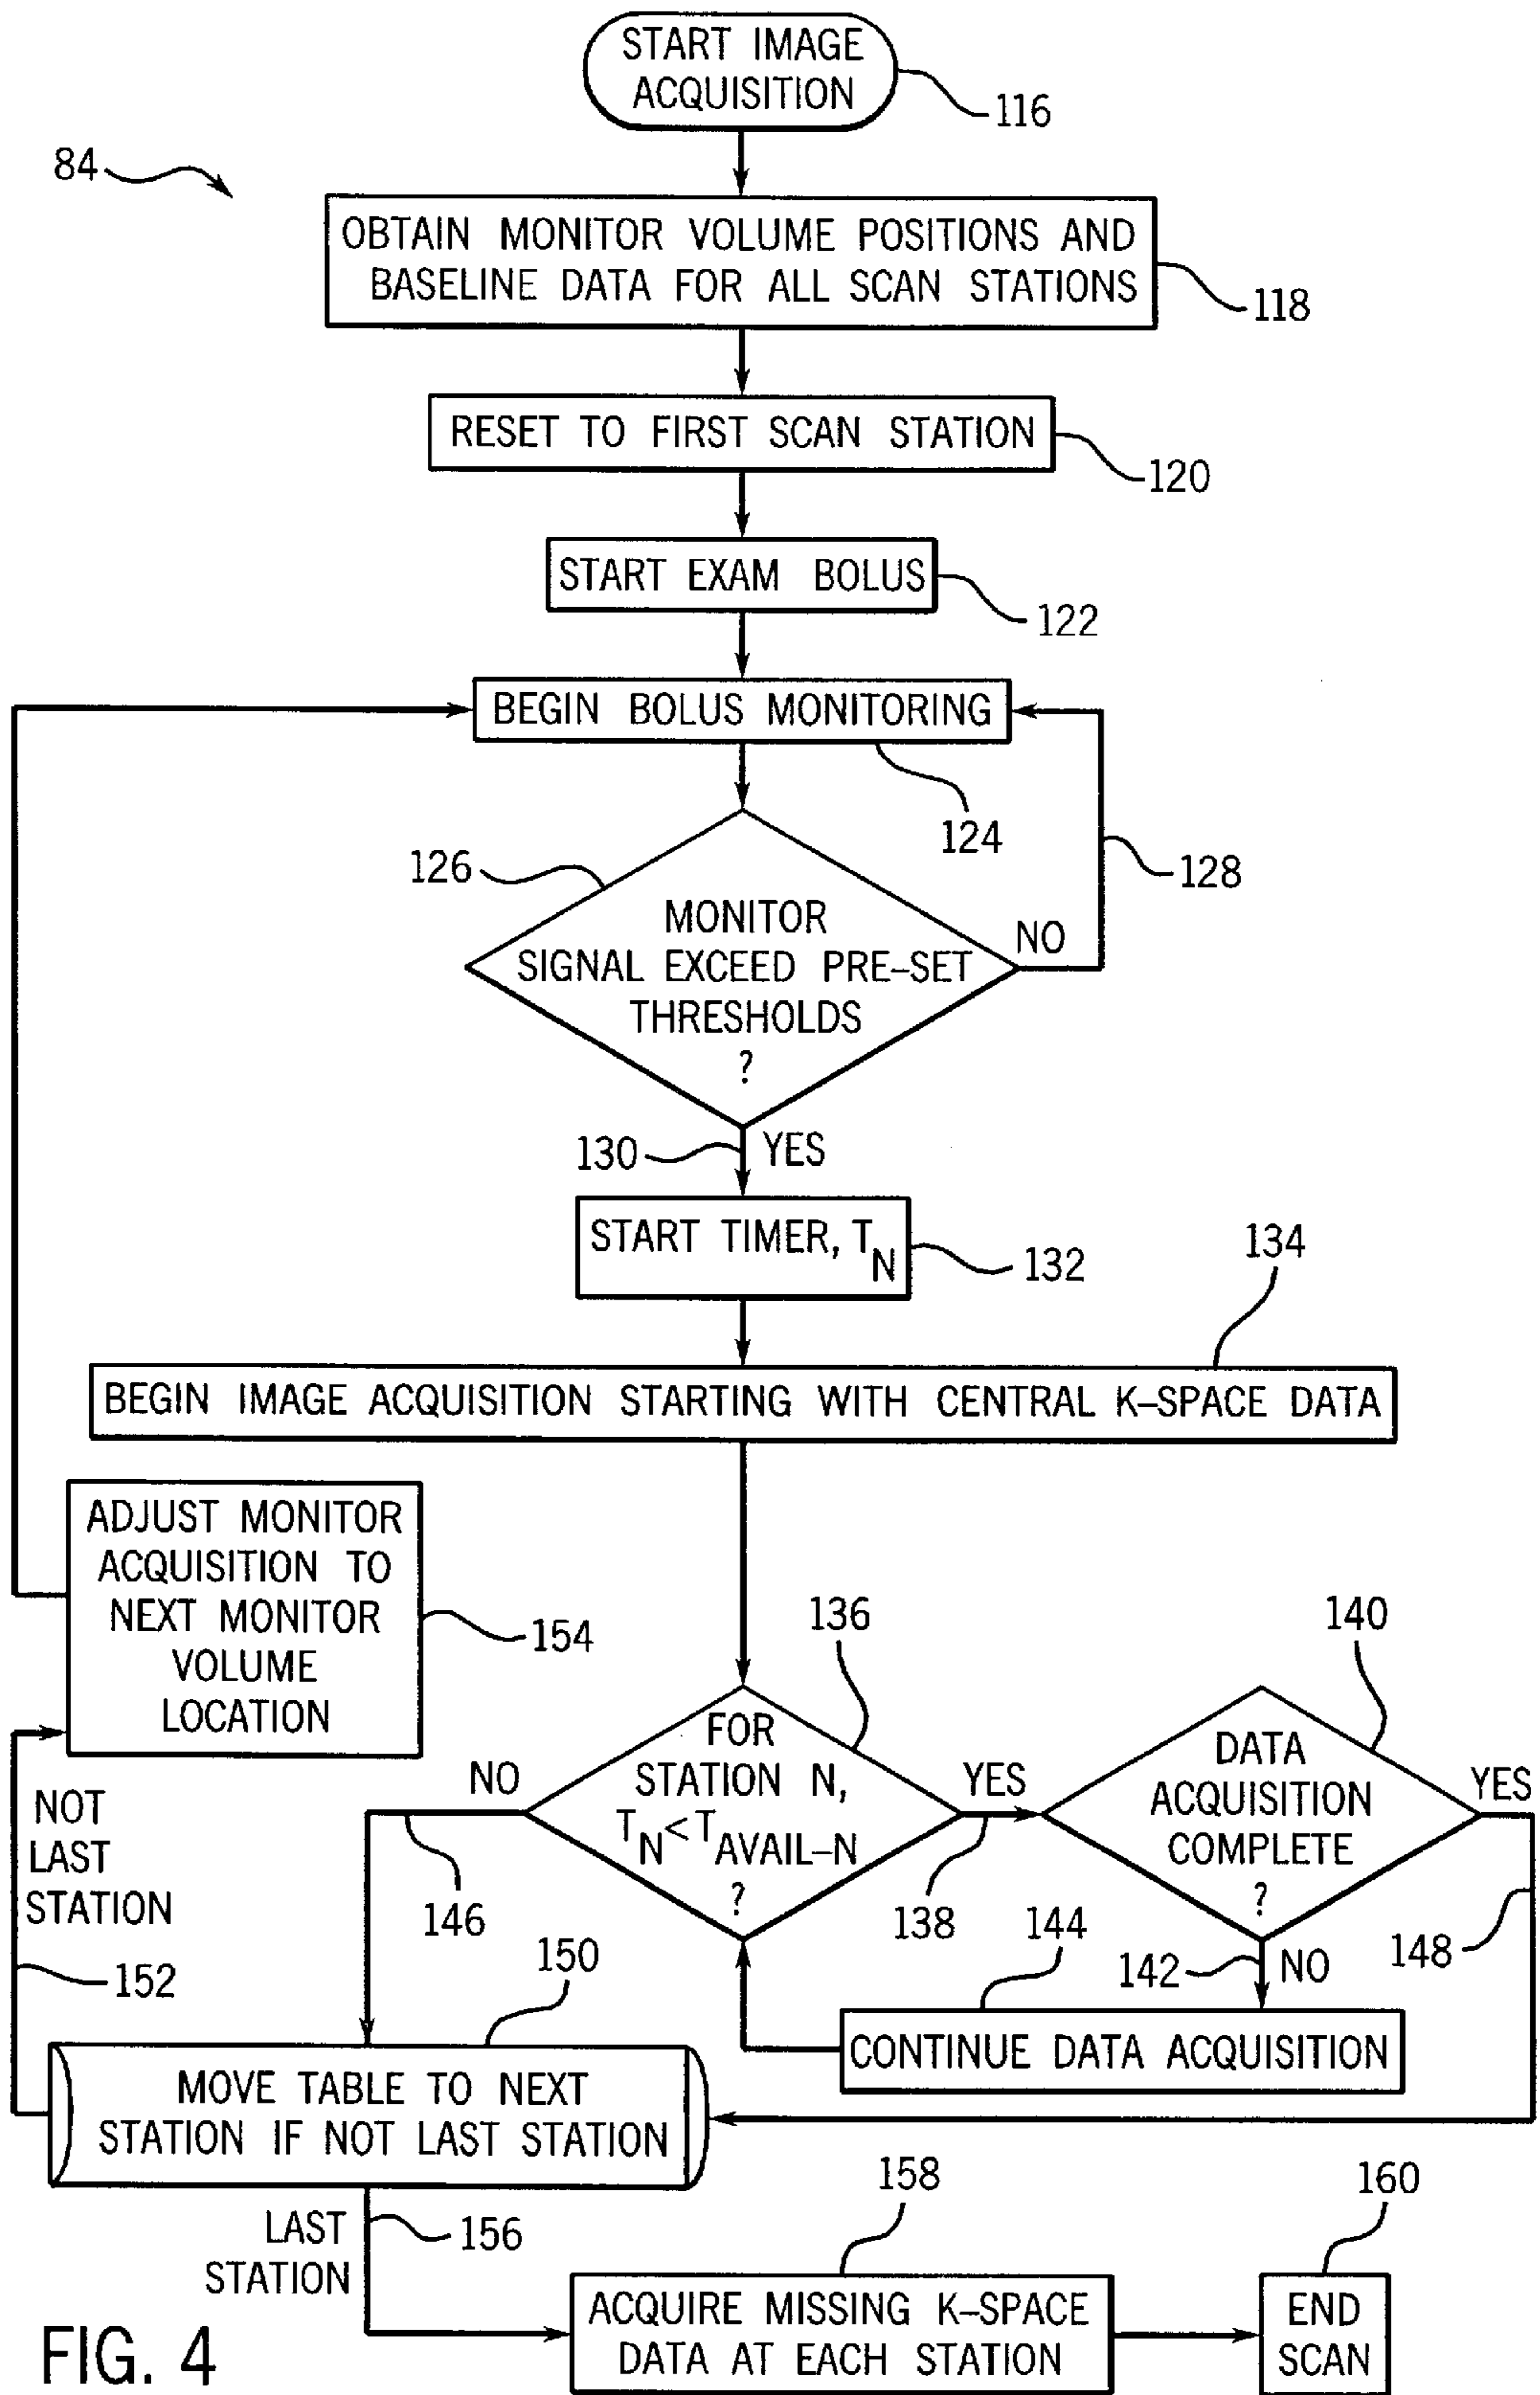 START IMAGE
ACQUISITION
116
84
OBTAIN MONITOR VOLUME POSITIONS AND
BASELINE DATA FOR ALL SCAN STATIONS
118
RESET TO FIRST SCAN STATION
120
START EXAM BOLUS
122
BEGIN BOLUS MONITORING
124
126
128
MONITOR
SIGNAL EXCEED PRE-SET
THRESHOLDS
?
NO
130
YES
START TIMER, TN
132
134
BEGIN IMAGE ACQUISITION STARTING WITH CENTRAL K-SPACE DATA
ADJUST MONITOR
ACQUISITION TO
NEXT MONITOR
VOLUME
LOCATION
154
136
140
FOR
STATION N,
TN<TAVAIL-N
?
NO
YES
DATA
ACQUISITION
COMPLETE
?
YES
NOT
LAST
STATION
146
138
144
142
NO
148
152
150
CONTINUE DATA ACQUISITION
MOVE TABLE TO NEXT
STATION IF NOT LAST STATION
LAST
STATION
156
158
160
ACQUIRE MISSING K-SPACE
DATA AT EACH STATION
END
SCAN
FIG. 4